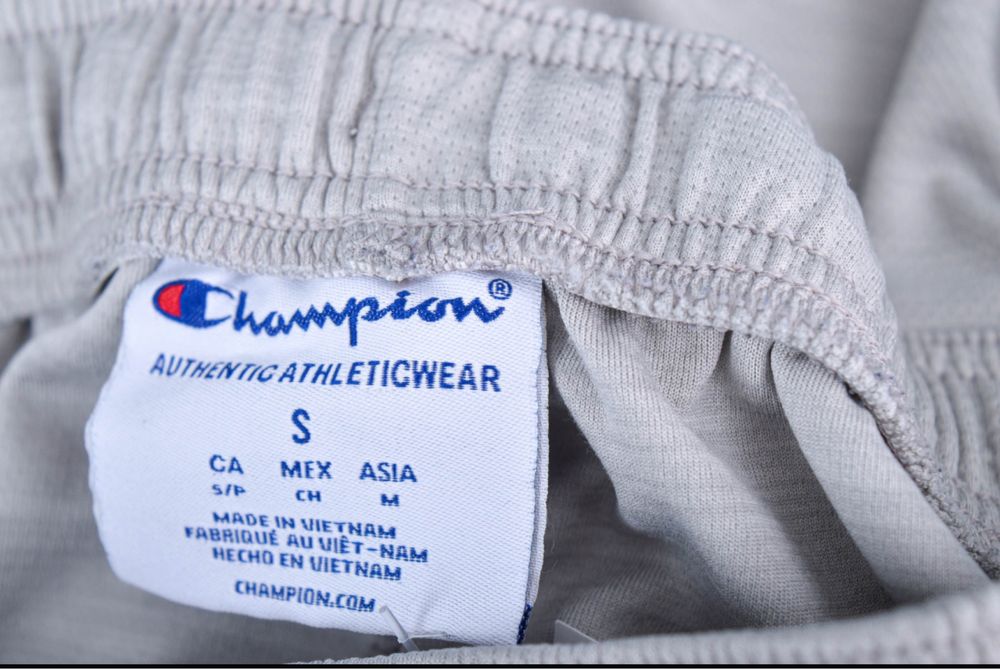 Champion®
AUTHENTIC ATHLETICWEAR
S
CA MEX ASIA
S/P CH M
MADE IN VIETNAM
FABRIQUÉ AU VIÊT-NAM
HECHO EN VIETNAM
CHAMPION.COM